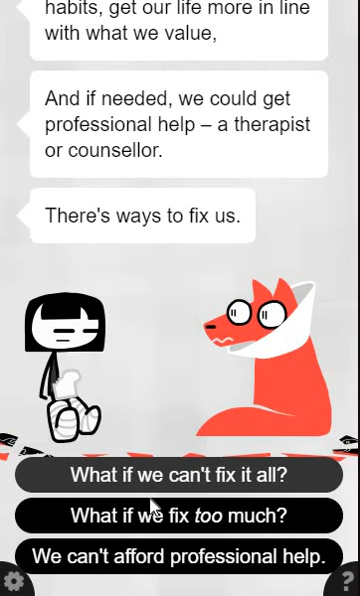 habits, get our life more in line
with what we value,
And if needed, we could get
professional help – a therapist
or counsellor.
There's ways to fix us.
What if we can't fix it all?
What if we fix too much?
We can't afford professional help.
?